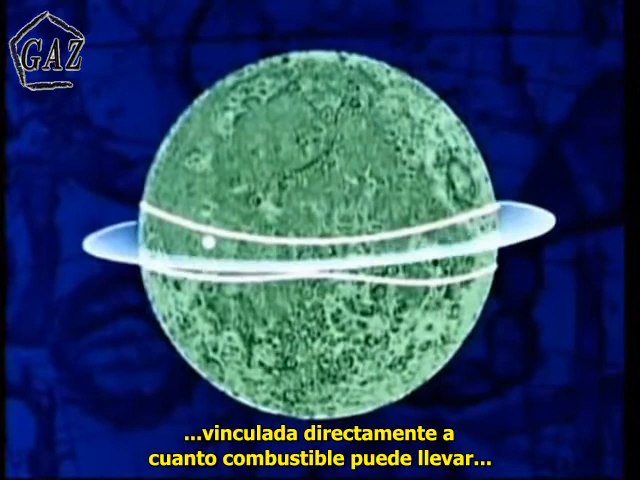 GAZ
...vinculada directamente a
cuanto combustible puede llevar...